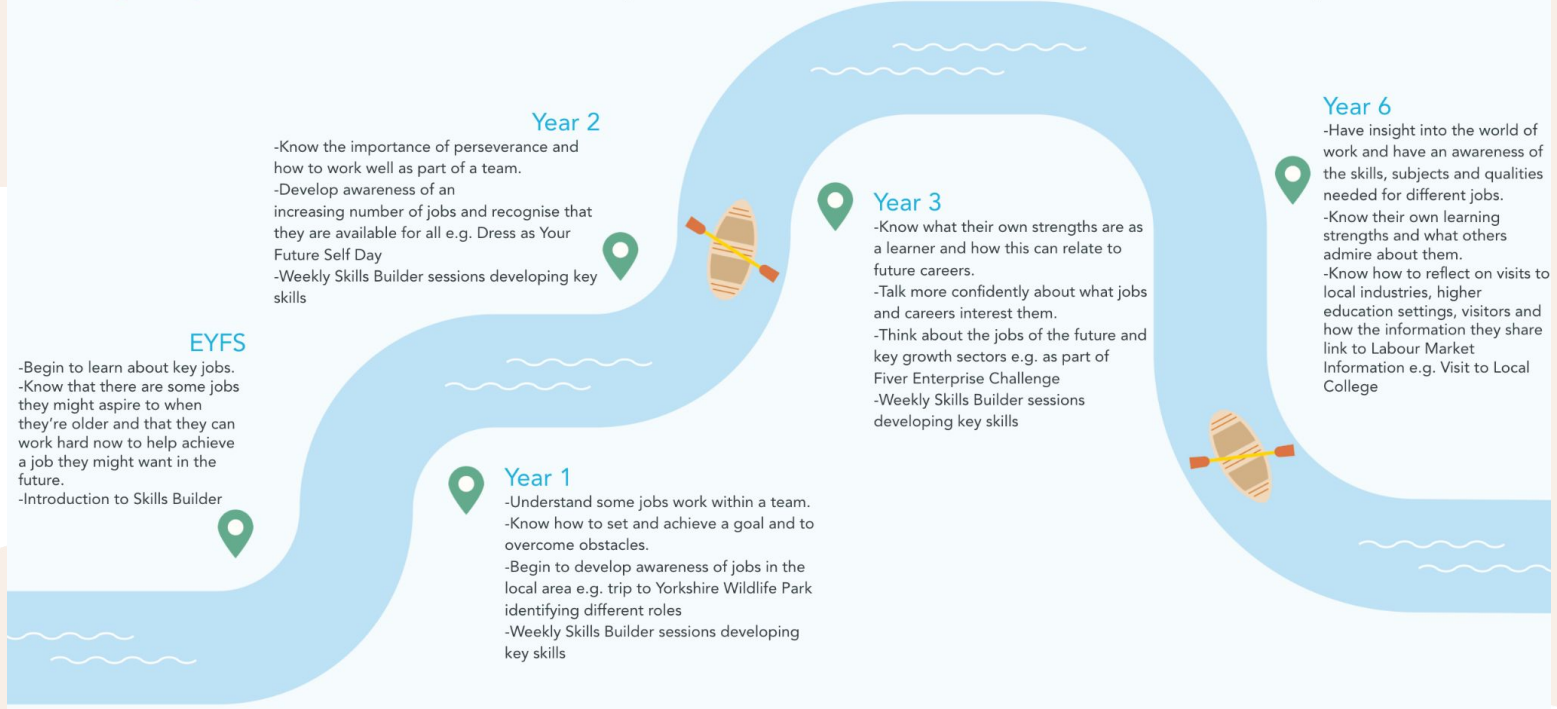 EYFS
-Begin to learn about key jobs.
-Know that there are some jobs
they might aspire to when
they're older and that they can
work hard now to help achieve
a job they might want in the
future.
-Introduction to Skills Builder
Year 1
-Understand some jobs work within a team.
-Know how to set and achieve a goal and to
overcome obstacles.
-Begin to develop awareness of jobs in the
local area e.g. trip to Yorkshire Wildlife Park
identifying different roles
-Weekly Skills Builder sessions developing
key skills
Year 2
-Know the importance of perseverance and
how to work well as part of a team.
-Develop awareness of an
increasing number of jobs and recognise that
they are available for all e.g. Dress as Your
Future Self Day
-Weekly Skills Builder sessions developing key
skills
Year 3
-Know what their own strengths are as
a learner and how this can relate to
future careers.
-Talk more confidently about what jobs
and careers interest them.
-Think about the jobs of the future and
key growth sectors e.g. as part of
Fiver Enterprise Challenge
-Weekly Skills Builder sessions
developing key skills
Year 6
-Have insight into the world of
work and have an awareness of
the skills, subjects and qualities
needed for different jobs.
-Know their own learning
strengths and what others
admire about them.
-Know how to reflect on visits to
local industries, higher
education settings, visitors and
how the information they share
link to Labour Market
Information e.g. Visit to Local
College